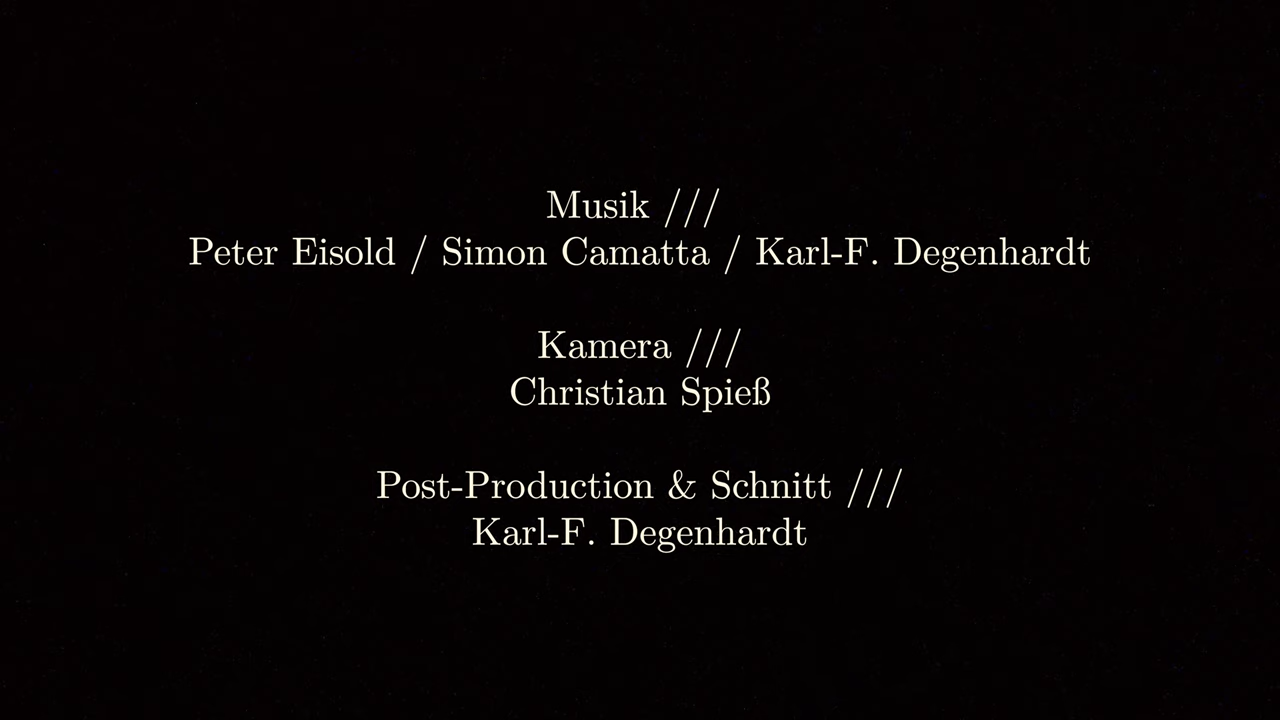 Musik ///
Peter Eisold / Simon Camatta / Karl-F. Degenhardt
Kamera ///
Christian Spieß
Post-Production & Schnitt ///
Karl-F. Degenhardt